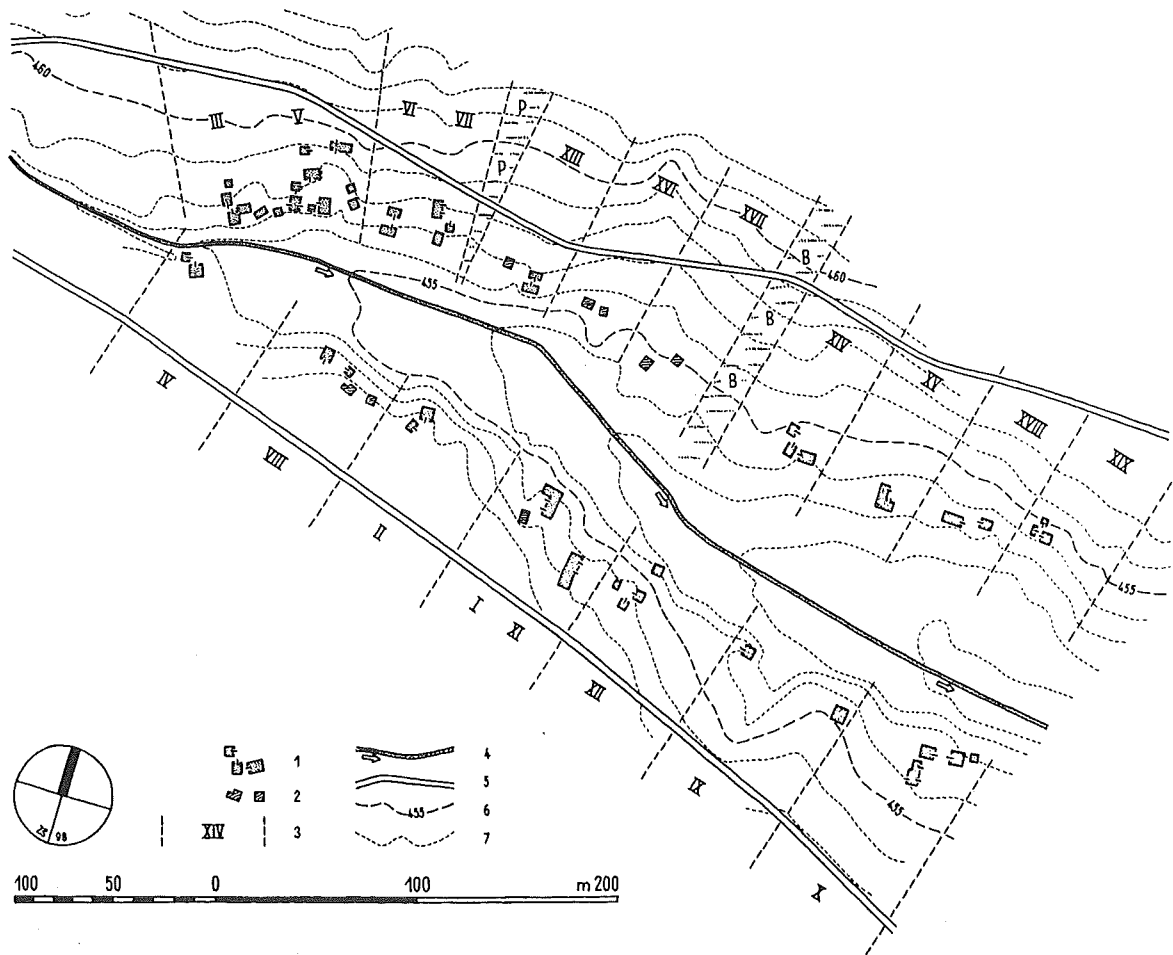 460
III V VI VII P
P XIII
XVI
XVII
B 460
455
B
IV XIV
B XV
VIII XVIII
XIX
II
I
XI 455
XII
IX 455
X
1 4
2 5
455 6
XIV 3 7
100 50 0 100 m 200